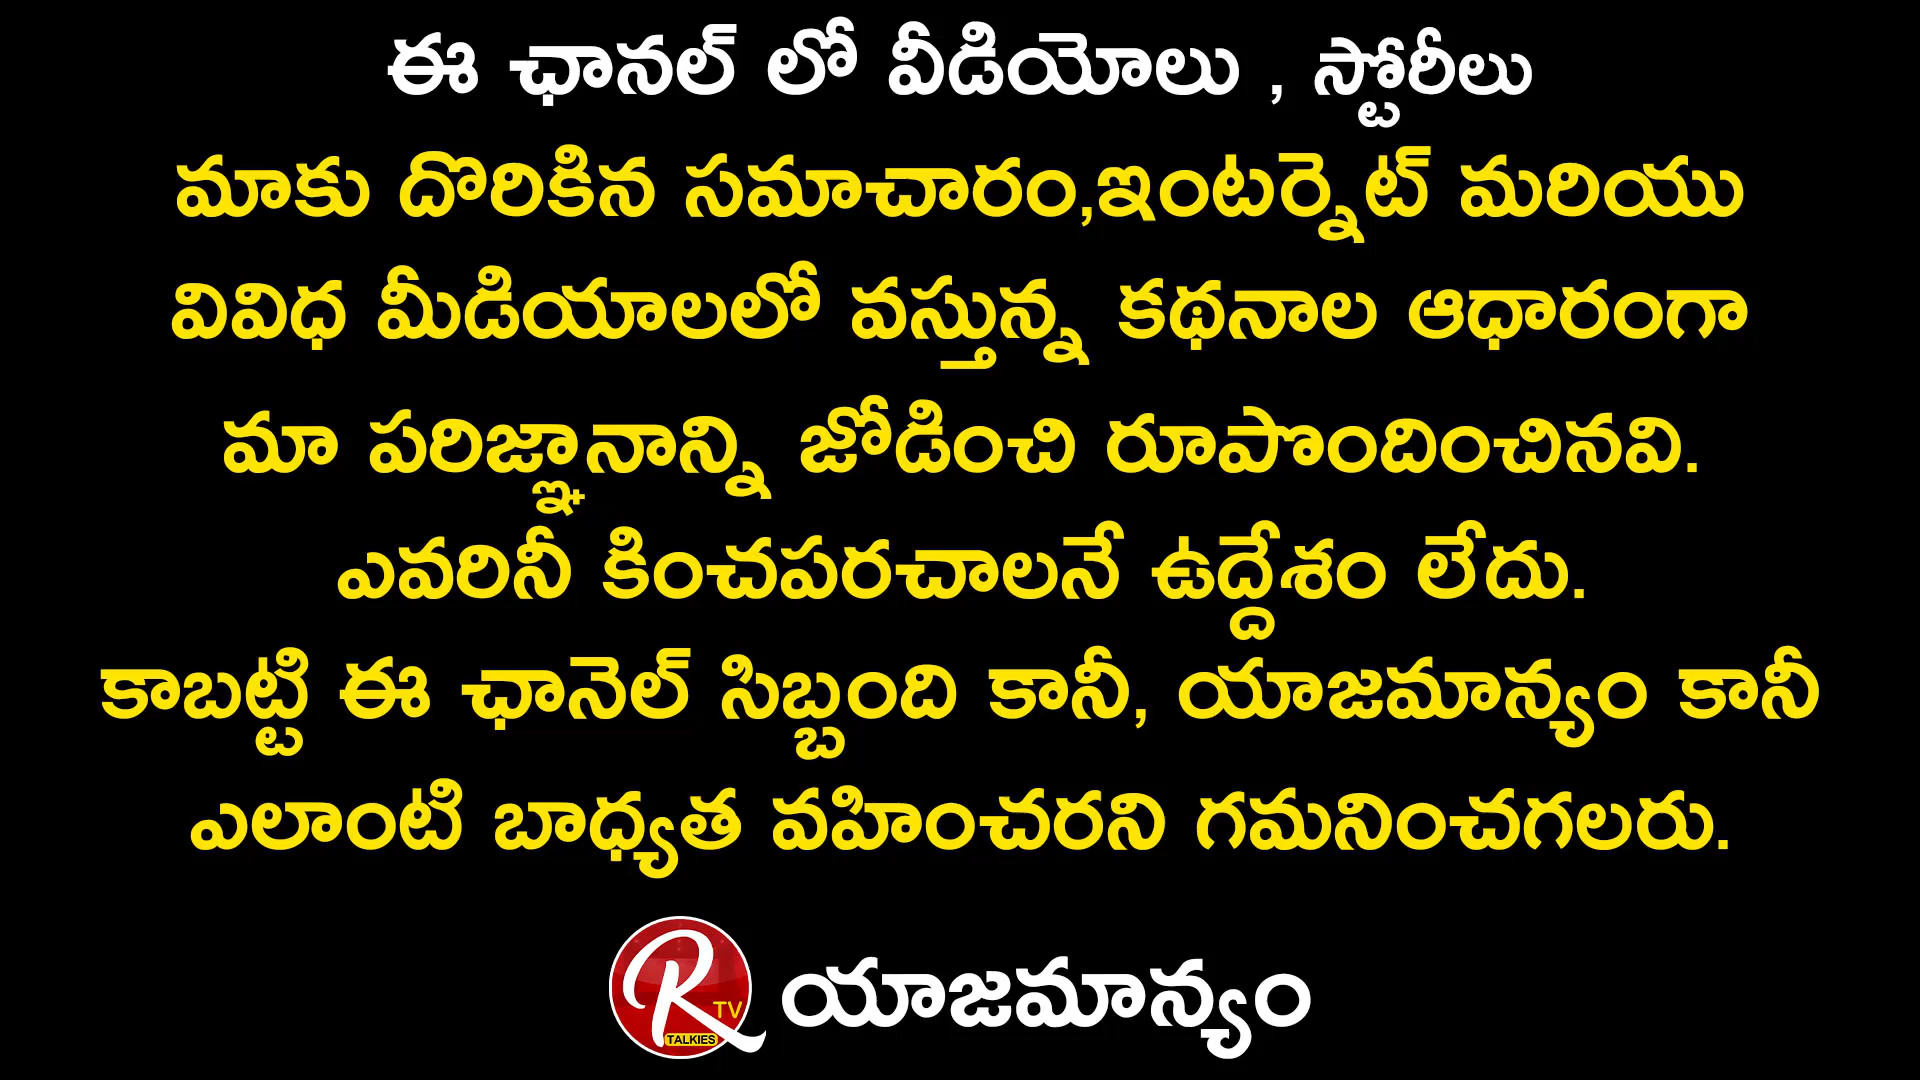 ఈ ఛానల్ లో వీడియోలు , స్టోరీలు
మాకు దొరికిన సమాచారం,ఇంటర్నెట్ మరియు
వివిధ మీడియాలలో వస్తున్న కథనాల ఆధారంగా
మా పరిజ్ఞానాన్ని జోడించి రూపొందించినవి.
ఎవరినీ కించపరచాలనే ఉద్దేశం లేదు.
కాబట్టి ఈ ఛానెల్ సిబ్బంది కానీ, యాజమాన్యం కానీ
ఎలాంటి బాధ్యత వహించరని గమనించగలరు.
R TV TALKIES యాజమాన్యం